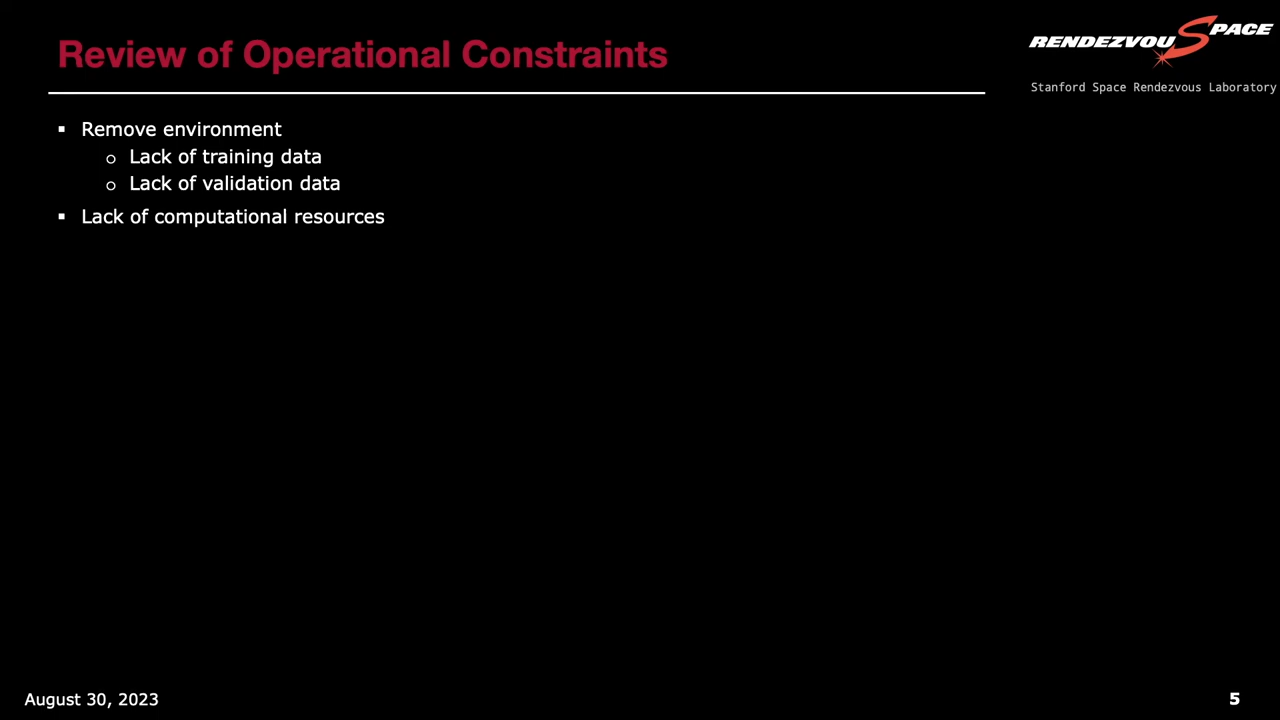 Review of Operational Constraints
RENDEZVOUSPACE
Stanford Space Rendezvous Laboratory
▪ Remove environment
o Lack of training data
o Lack of validation data
▪ Lack of computational resources
August 30, 2023
5